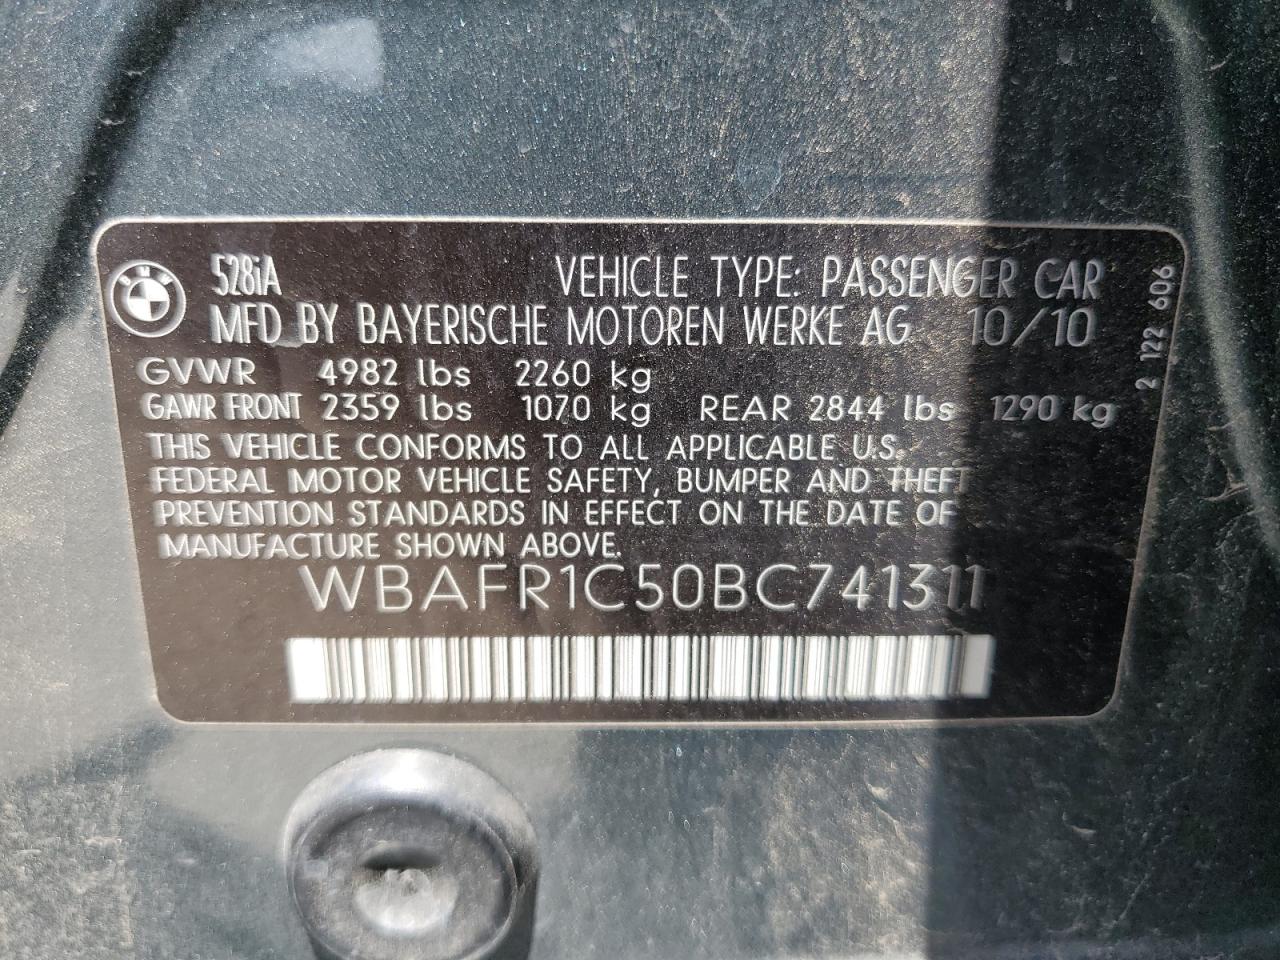 BMW
528iA VEHICLE TYPE: PASSENGER CAR
MFD BY BAYERISCHE MOTOREN WERKE AG 10/10
GVWR 4982 lbs 2260 kg
GAWR FRONT 2359 lbs 1070 kg REAR 2844 lbs 1290 kg
THIS VEHICLE CONFORMS TO ALL APPLICABLE U.S.
FEDERAL MOTOR VEHICLE SAFETY, BUMPER AND THEFT
PREVENTION STANDARDS IN EFFECT ON THE DATE OF
MANUFACTURE SHOWN ABOVE.
WBAFR1C50BC741311
2 122 606